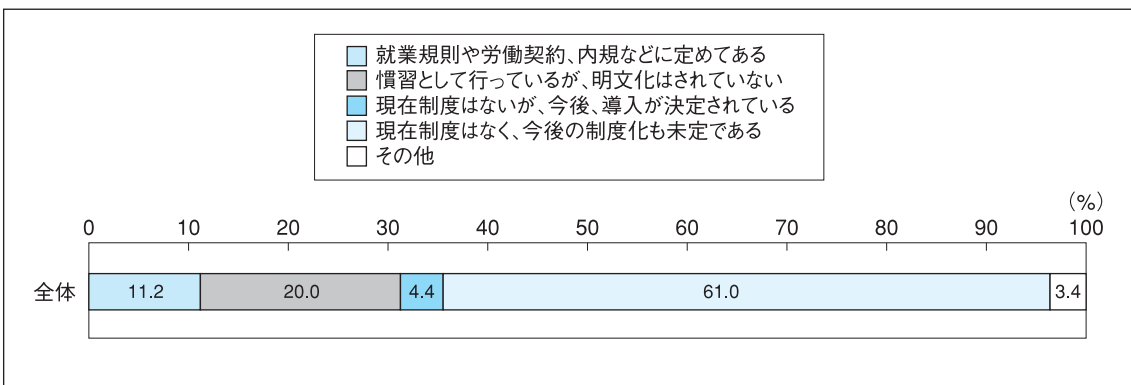 就業規則や労働契約、内規などに定めてある
慣習として行っているが、明文化はされていない
現在制度はないが、今後、導入が決定されている
現在制度はなく、今後の制度化も未定である
その他
(%)
0 10 20 30 40 50 60 70 80 90 100
全体 11.2 20.0 4.4 61.0 3.4